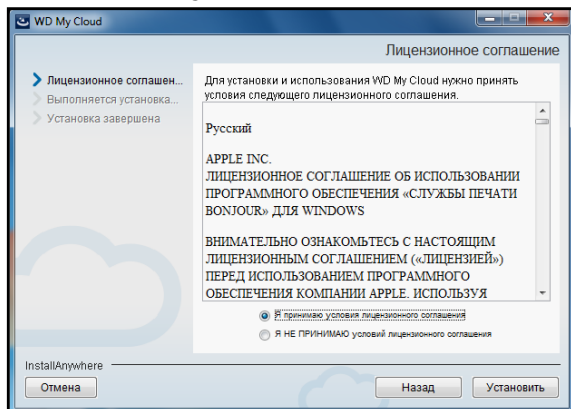 WD My Cloud
Лицензионное соглашение
Лицензионное соглашен...
Выполняется установка...
Установка завершена
Для установки и использования WD My Cloud нужно принять
условия следующего лицензионного соглашения.
Русский
APPLE INC.
ЛИЦЕНЗИОННОЕ СОГЛАШЕНИЕ ОБ ИСПОЛЬЗОВАНИИ
ПРОГРАММНОГО ОБЕСПЕЧЕНИЯ «СЛУЖБЫ ПЕЧАТИ
BONJOUR» ДЛЯ WINDOWS
ВНИМАТЕЛЬНО ОЗНАКОМЬТЕСЬ С НАСТОЯЩИМ
ЛИЦЕНЗИОННЫМ СОГЛАШЕНИЕМ («ЛИЦЕНЗИЕЙ»)
ПЕРЕД ИСПОЛЬЗОВАНИЕМ ПРОГРАММНОГО
ОБЕСПЕЧЕНИЯ КОМПАНИИ APPLE. ИСПОЛЬЗУЯ
Я принимаю условия лицензионного соглашения
Я НЕ ПРИНИМАЮ условий лицензионного соглашения
InstallAnywhere
Отмена
Назад
Установить